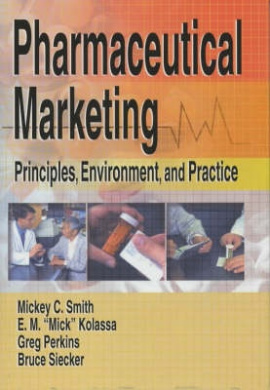 Pharmaceutical
Marketing
Principles, Environment, and Practice
Mickey C. Smith
E. M. “Mick” Kolassa
Greg Perkins
Bruce Siecker